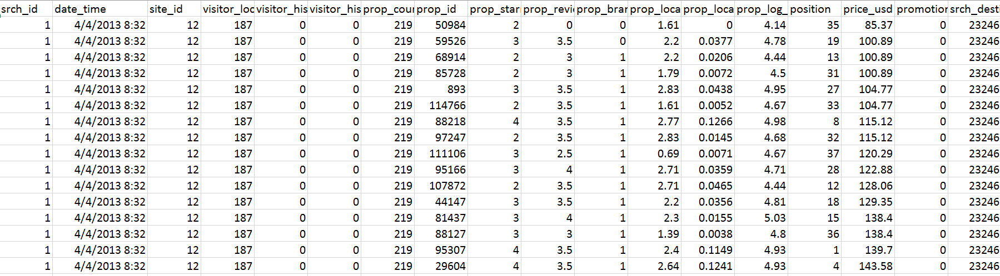 srch_id date_time site_id visitor_loc visitor_his visitor_his prop_cour prop_id prop_star prop_revie prop_bran prop_loca prop_loca prop_log_ position price_usd promotion srch_desti
1 4/4/2013 8:32 12 187 0 0 219 50984 2 0 0 1.61 0 4.14 35 85.37 0 23246
1 4/4/2013 8:32 12 187 0 0 219 59526 3 3.5 0 2.2 0.0377 4.78 19 100.89 0 23246
1 4/4/2013 8:32 12 187 0 0 219 68914 2 3 1 2.2 0.0206 4.44 13 100.89 0 23246
1 4/4/2013 8:32 12 187 0 0 219 85728 2 3 1 1.79 0.0072 4.5 31 100.89 0 23246
1 4/4/2013 8:32 12 187 0 0 219 893 3 3.5 1 2.83 0.0438 4.95 27 104.77 0 23246
1 4/4/2013 8:32 12 187 0 0 219 114766 2 3.5 1 1.61 0.0052 4.67 33 104.77 0 23246
1 4/4/2013 8:32 12 187 0 0 219 88218 4 3.5 1 2.77 0.1266 4.98 8 115.12 0 23246
1 4/4/2013 8:32 12 187 0 0 219 97247 2 3.5 1 2.83 0.0145 4.68 32 115.12 0 23246
1 4/4/2013 8:32 12 187 0 0 219 111106 3 2.5 1 0.69 0.0071 4.67 37 120.29 0 23246
1 4/4/2013 8:32 12 187 0 0 219 95166 3 4 1 2.71 0.0359 4.71 28 122.88 0 23246
1 4/4/2013 8:32 12 187 0 0 219 107872 2 3.5 1 2.71 0.0465 4.44 12 128.06 0 23246
1 4/4/2013 8:32 12 187 0 0 219 44147 3 3.5 1 2.2 0.0356 4.81 18 129.35 0 23246
1 4/4/2013 8:32 12 187 0 0 219 81437 3 4 1 2.3 0.0155 5.03 15 138.4 0 23246
1 4/4/2013 8:32 12 187 0 0 219 88127 3 3 1 1.39 0.0038 4.8 36 138.4 0 23246
1 4/4/2013 8:32 12 187 0 0 219 95307 4 3.5 1 2.4 0.1149 4.93 1 139.7 0 23246
1 4/4/2013 8:32 12 187 0 0 219 29604 4 3.5 1 2.64 0.1241 4.93 4 143.58 0 23246